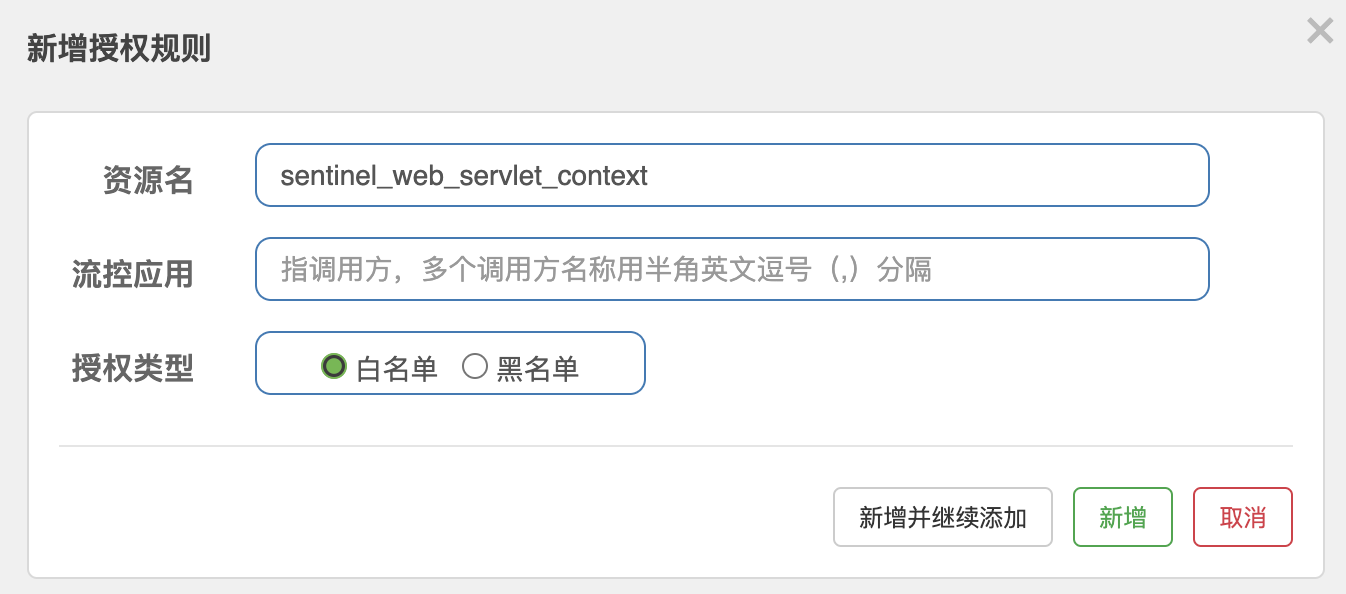 新增授权规则
资源名 sentinel_web_servlet_context
流控应用 指调用方，多个调用方名称用半角英文逗号（,）分隔
授权类型 白名单 黑名单
新增并继续添加 新增 取消